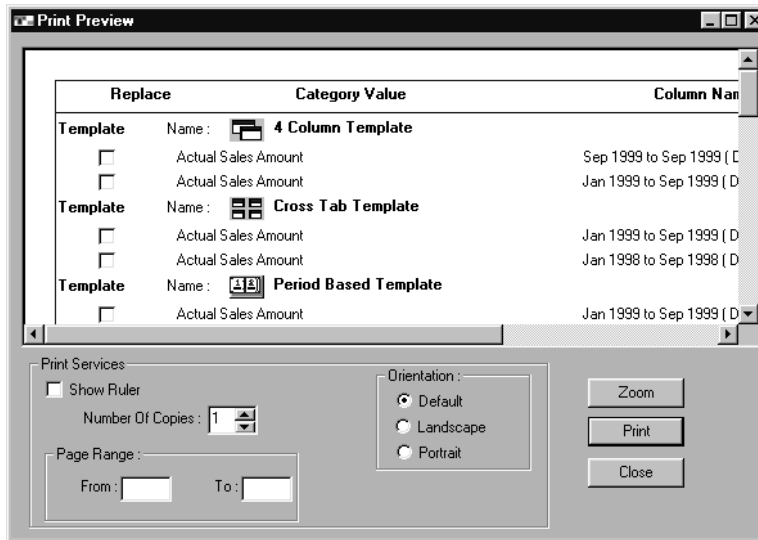 Print Preview
Replace Category Value Column Nam
Template Name : 4 Column Template
Actual Sales Amount Sep 1999 to Sep 1999 ( D
Actual Sales Amount Jan 1999 to Sep 1999 ( D
Template Name : Cross Tab Template
Actual Sales Amount Jan 1999 to Sep 1999 ( D
Actual Sales Amount Jan 1998 to Sep 1998 ( D
Template Name : Period Based Template
Actual Sales Amount Jan 1999 to Sep 1999 ( D
Print Services
Show Ruler
Number Of Copies : 1
Page Range :
From : To :
Orientation :
Default
Landscape
Portrait
Zoom
Print
Close